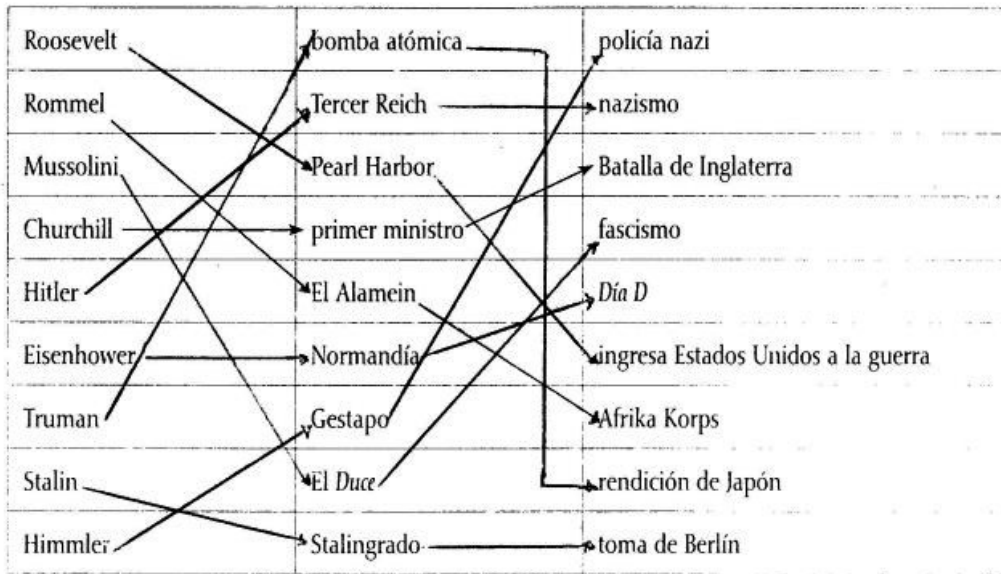 Roosevelt bomba atómica policía nazi
Rommel Tercer Reich nazismo
Mussolini Pearl Harbor Batalla de Inglaterra
Churchill primer ministro fascismo
Hitler El Alamein Día D
Eisenhower Normandía ingresa Estados Unidos a la guerra
Truman Gestapo Afrika Korps
Stalin El Duce rendición de Japón
Himmler Stalingrado toma de Berlín